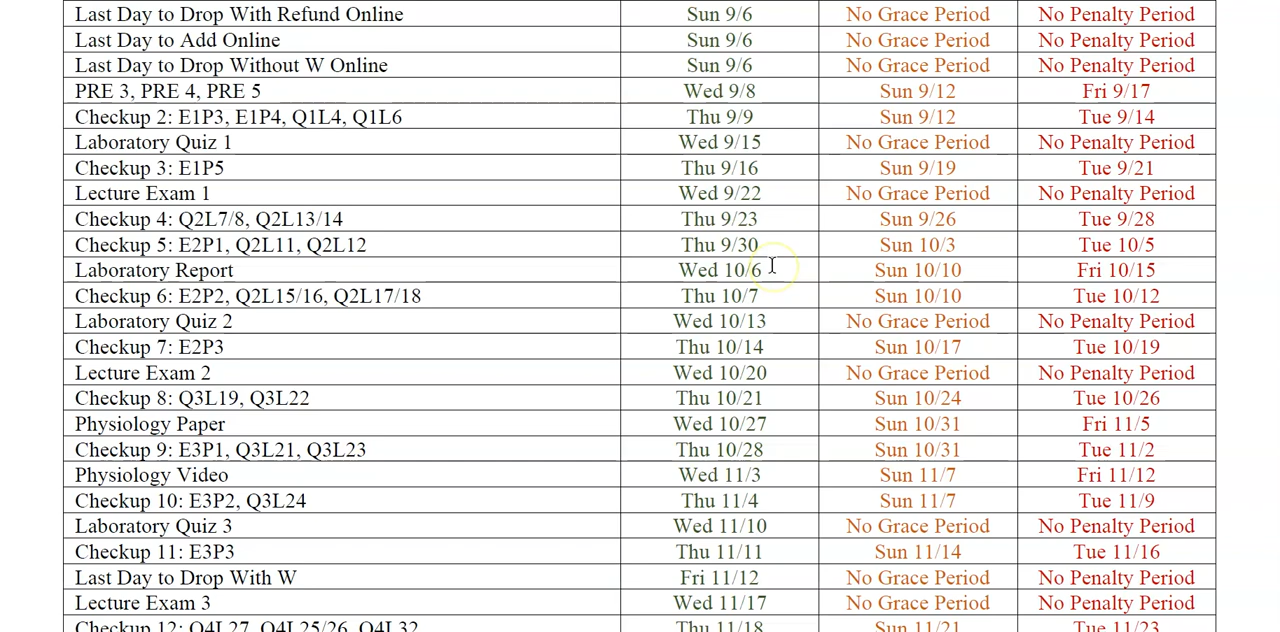 Last Day to Drop With Refund Online Sun 9/6 No Grace Period No Penalty Period
Last Day to Add Online Sun 9/6 No Grace Period No Penalty Period
Last Day to Drop Without W Online Sun 9/6 No Grace Period No Penalty Period
PRE 3, PRE 4, PRE 5 Wed 9/8 Sun 9/12 Fri 9/17
Checkup 2: E1P3, E1P4, Q1L4, Q1L6 Thu 9/9 Sun 9/12 Tue 9/14
Laboratory Quiz 1 Wed 9/15 No Grace Period No Penalty Period
Checkup 3: E1P5 Thu 9/16 Sun 9/19 Tue 9/21
Lecture Exam 1 Wed 9/22 No Grace Period No Penalty Period
Checkup 4: Q2L7/8, Q2L13/14 Thu 9/23 Sun 9/26 Tue 9/28
Checkup 5: E2P1, Q2L11, Q2L12 Thu 9/30 Sun 10/3 Tue 10/5
Laboratory Report Wed 10/6 Sun 10/10 Fri 10/15
Checkup 6: E2P2, Q2L15/16, Q2L17/18 Thu 10/7 Sun 10/10 Tue 10/12
Laboratory Quiz 2 Wed 10/13 No Grace Period No Penalty Period
Checkup 7: E2P3 Thu 10/14 Sun 10/17 Tue 10/19
Lecture Exam 2 Wed 10/20 No Grace Period No Penalty Period
Checkup 8: Q3L19, Q3L22 Thu 10/21 Sun 10/24 Tue 10/26
Physiology Paper Wed 10/27 Sun 10/31 Fri 11/5
Checkup 9: E3P1, Q3L21, Q3L23 Thu 10/28 Sun 10/31 Tue 11/2
Physiology Video Wed 11/3 Sun 11/7 Fri 11/12
Checkup 10: E3P2, Q3L24 Thu 11/4 Sun 11/7 Tue 11/9
Laboratory Quiz 3 Wed 11/10 No Grace Period No Penalty Period
Checkup 11: E3P3 Thu 11/11 Sun 11/14 Tue 11/16
Last Day to Drop With W Fri 11/12 No Grace Period No Penalty Period
Lecture Exam 3 Wed 11/17 No Grace Period No Penalty Period
Checkup 12: Q4L27, Q4L25/26, Q4L32 Thu 11/18 Sun 11/21 Tue 11/23